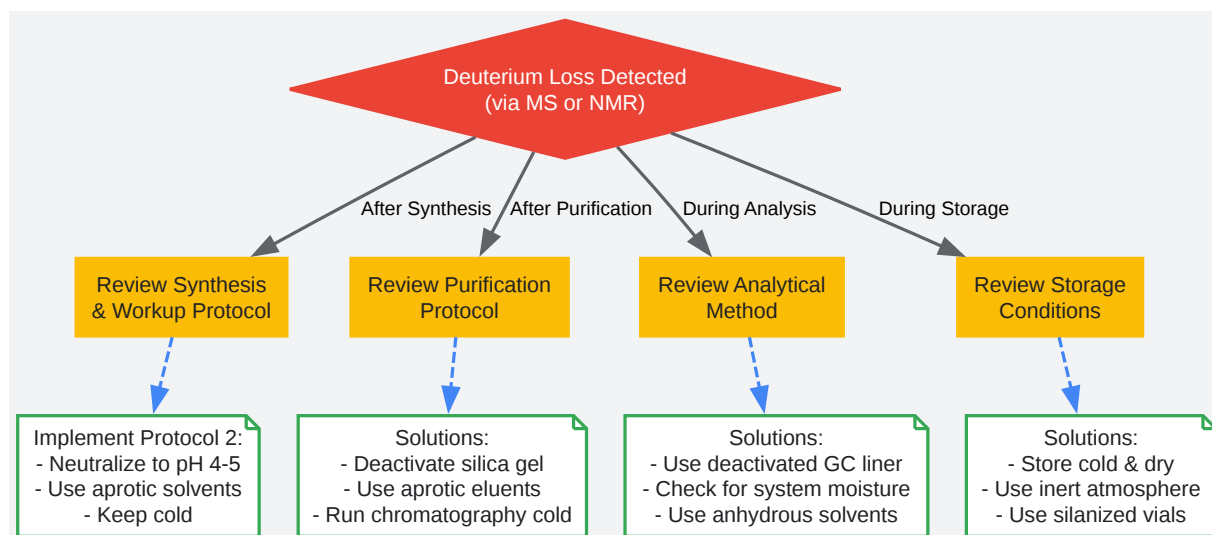 Deuterium Loss Detected
(via MS or NMR)
After Synthesis
After Purification
During Analysis
During Storage
Review Synthesis
& Workup Protocol
Review Purification
Protocol
Review Analytical
Method
Review Storage
Conditions
Implement Protocol 2:
- Neutralize to pH 4-5
- Use aprotic solvents
- Keep cold
Solutions:
- Deactivate silica gel
- Use aprotic eluents
- Run chromatography cold
Solutions:
- Use deactivated GC liner
- Check for system moisture
- Use anhydrous solvents
Solutions:
- Store cold & dry
- Use inert atmosphere
- Use silanized vials